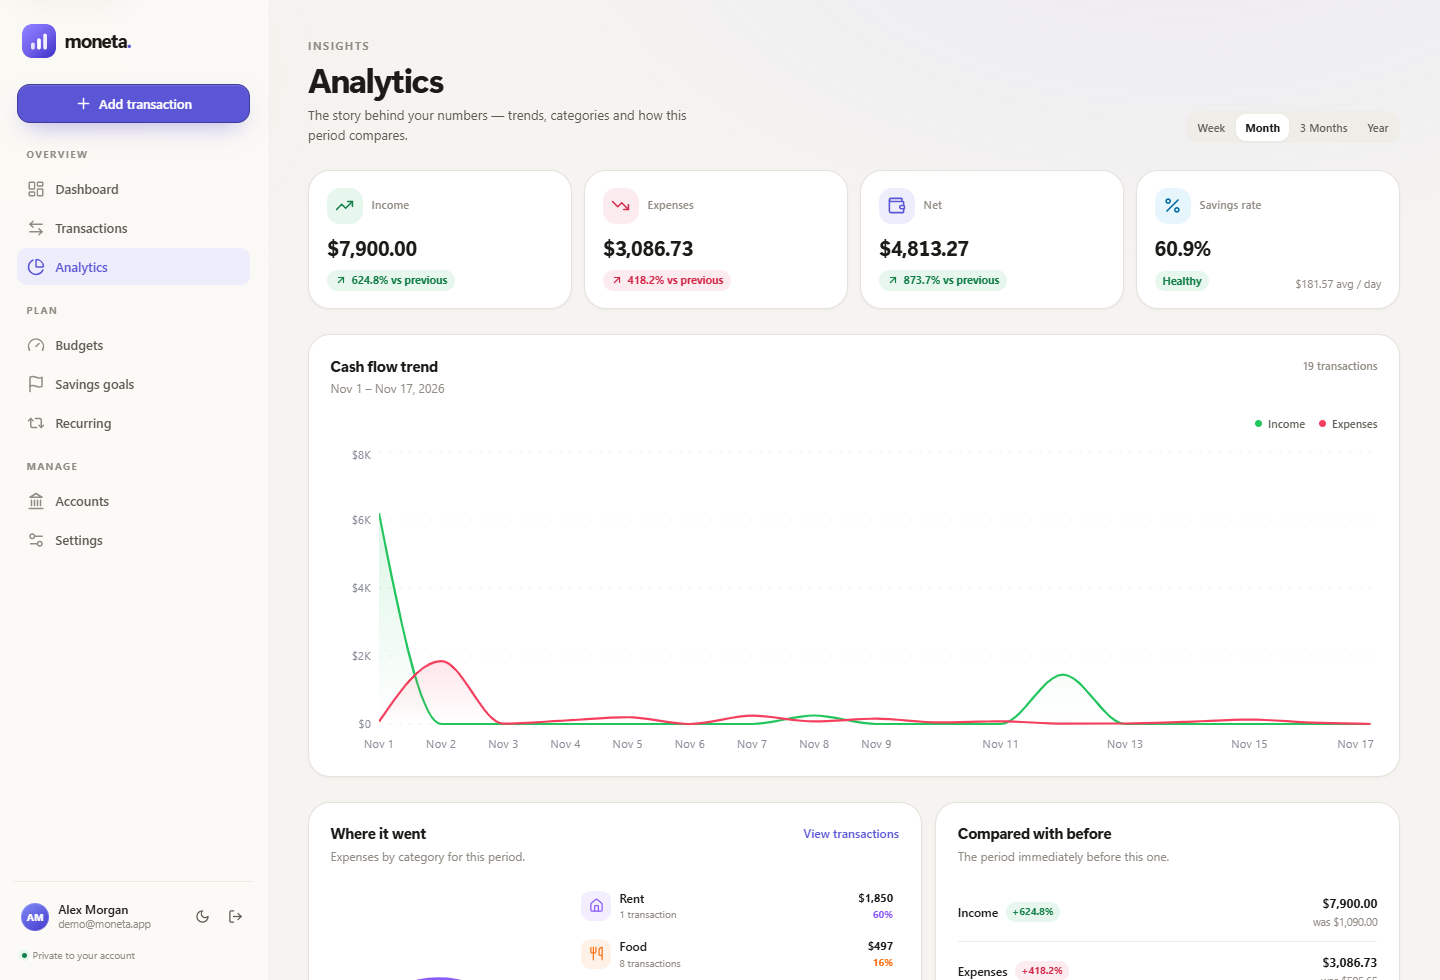 moneta.
Add transaction
OVERVIEW
Dashboard
Transactions
Analytics
PLAN
Budgets
Savings goals
Recurring
MANAGE
Accounts
Settings
AM
Alex Morgan
demo@moneta.app
Private to your account
INSIGHTS
Analytics
The story behind your numbers — trends, categories and how this
period compares.
Week Month 3 Months Year
Income
$7,900.00
624.8% vs previous
Expenses
$3,086.73
418.2% vs previous
Net
$4,813.27
873.7% vs previous
Savings rate
60.9%
Healthy
$181.57 avg / day
Cash flow trend
19 transactions
Nov 1 – Nov 17, 2026
Income Expenses
$8K
$6K
$4K
$2K
$0
Nov 1 Nov 2 Nov 3 Nov 4 Nov 5 Nov 6 Nov 7 Nov 8 Nov 9 Nov 11 Nov 13 Nov 15 Nov 17
Where it went
View transactions
Expenses by category for this period.
Rent
$1,850
1 transaction
60%
Food
$497
8 transactions
16%
Compared with before
The period immediately before this one.
Income +624.8%
$7,900.00
was $1,090.00
Expenses +418.2%
$3,086.73